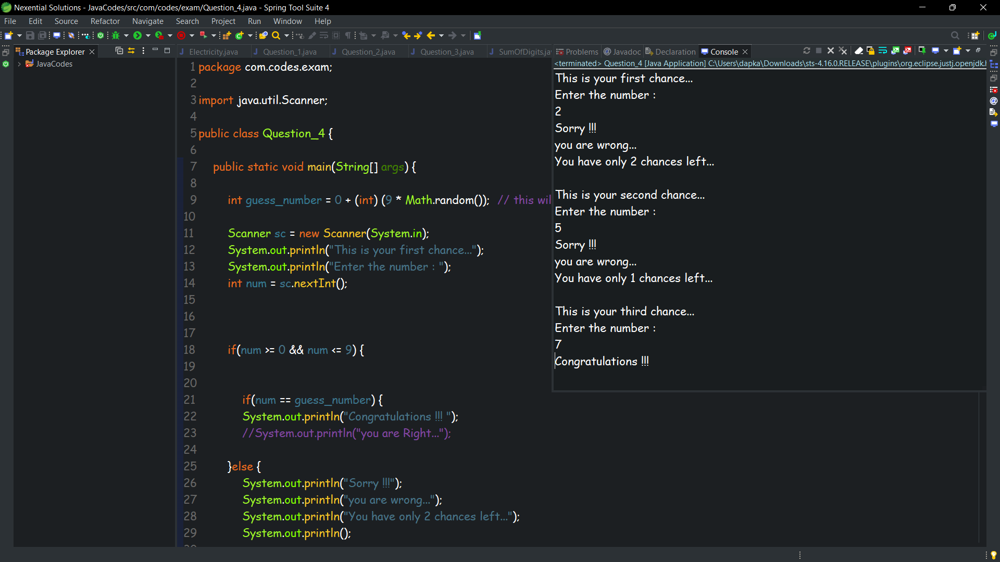 Nexential Solutions - JavaCodes/src/com/codes/exam/Question_4.java - Spring Tool Suite 4
File Edit Source Refactor Navigate Search Project Run Window Help
Package Explorer
JavaCodes
Electricity.java Question_1.java Question_2.java Question_3.java SumOfDigits.ja
1 package com.codes.exam;
2
3 import java.util.Scanner;
4
5 public class Question_4 {
6
7 public static void main(String[] args) {
8
9 int guess_number = 0 + (int) (9 * Math.random()); // this wil
10
11 Scanner sc = new Scanner(System.in);
12 System.out.println("This is your first chance...");
13 System.out.println("Enter the number : ");
14 int num = sc.nextInt();
15
16
17
18 if(num >= 0 && num <= 9) {
19
20
21 if(num == guess_number) {
22 System.out.println("Congratulations !!! ");
23 //System.out.println("you are Right...");
24
25 }else {
26 System.out.println("Sorry !!!");
27 System.out.println("you are wrong...");
28 System.out.println("You have only 2 chances left...");
29 System.out.println();
Problems Javadoc Declaration Console
<terminated> Question_4 [Java Application] C:\Users\dapka\Downloads\sts-4.16.0.RELEASE\plugins\org.eclipse.justj.openjdk.
This is your first chance...
Enter the number :
2
Sorry !!!
you are wrong...
You have only 2 chances left...
This is your second chance...
Enter the number :
5
Sorry !!!
you are wrong...
You have only 1 chances left...
This is your third chance...
Enter the number :
7
Congratulations !!!